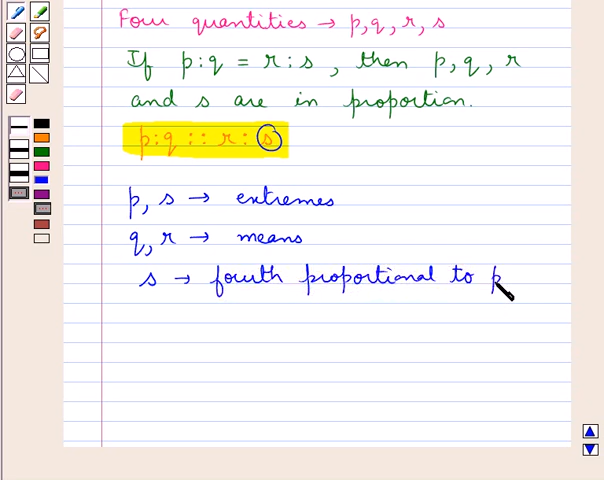 Four quantities → p, q, r, s
If p : q = r : s , then p, q, r
and s are in proportion.
p : q :: r : s
p, s → extremes
q, r → means
s → fourth proportional to p